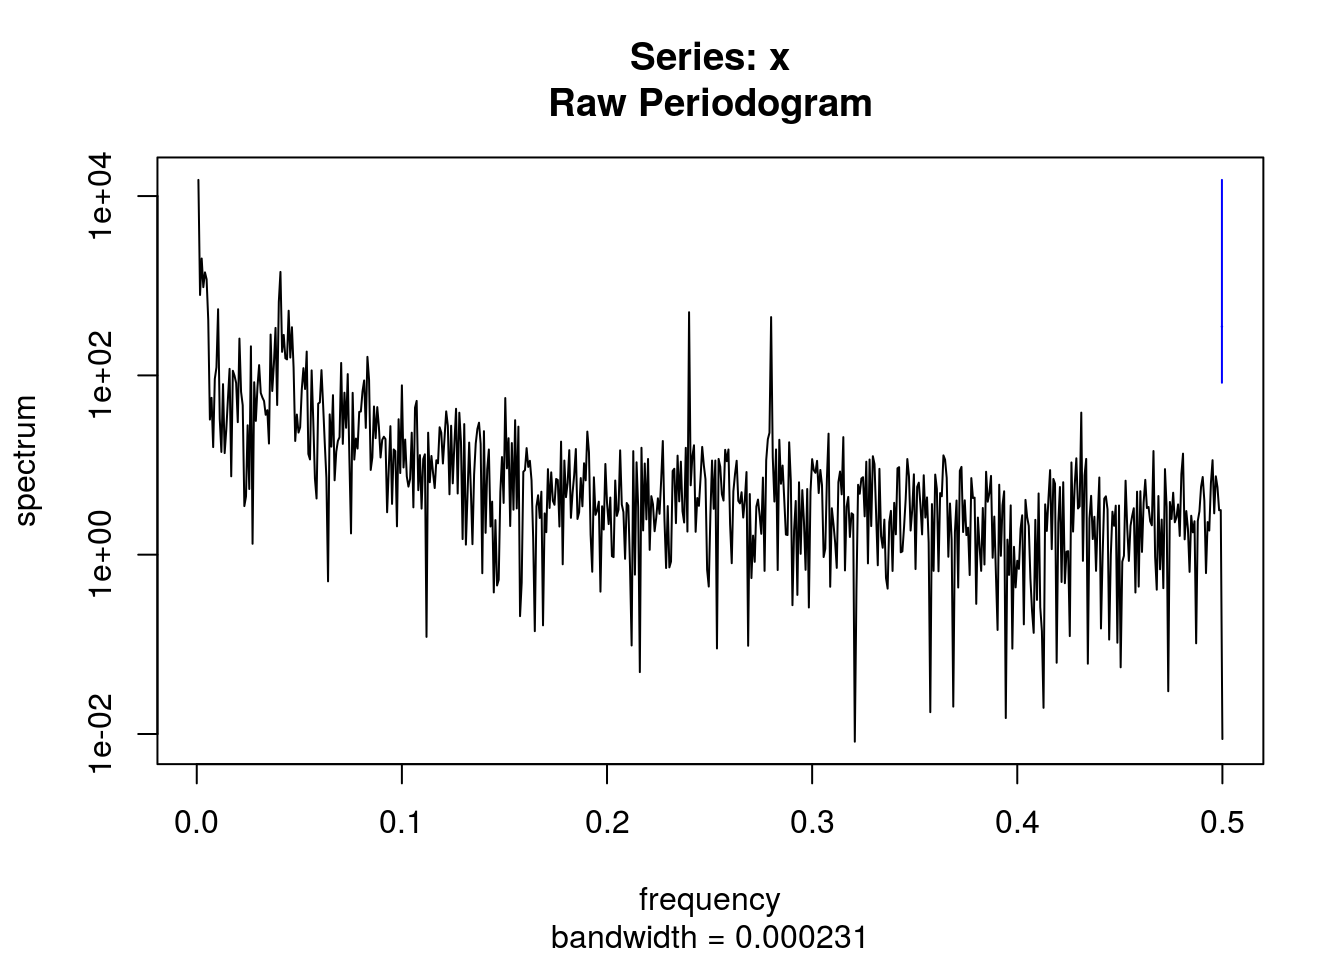 Series: x
Raw Periodogram
spectrum
1e+04
1e+02
1e+00
1e-02
0.0 0.1 0.2 0.3 0.4 0.5
frequency
bandwidth = 0.000231